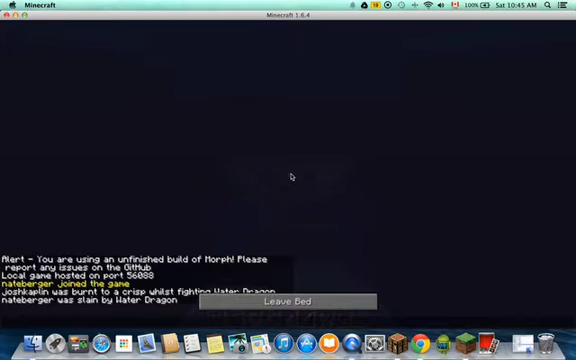 Minecraft
100%
Sat 10:45 AM
Minecraft 1.6.4
Alert - You are using an unfinished build of Morph! Please
report any issues on the GitHub
Local game hosted on port 56088
nateberger joined the game
joshkaplin was burnt to a crisp whilst fighting Water Dragon
nateberger was slain by Water Dragon
Leave Bed